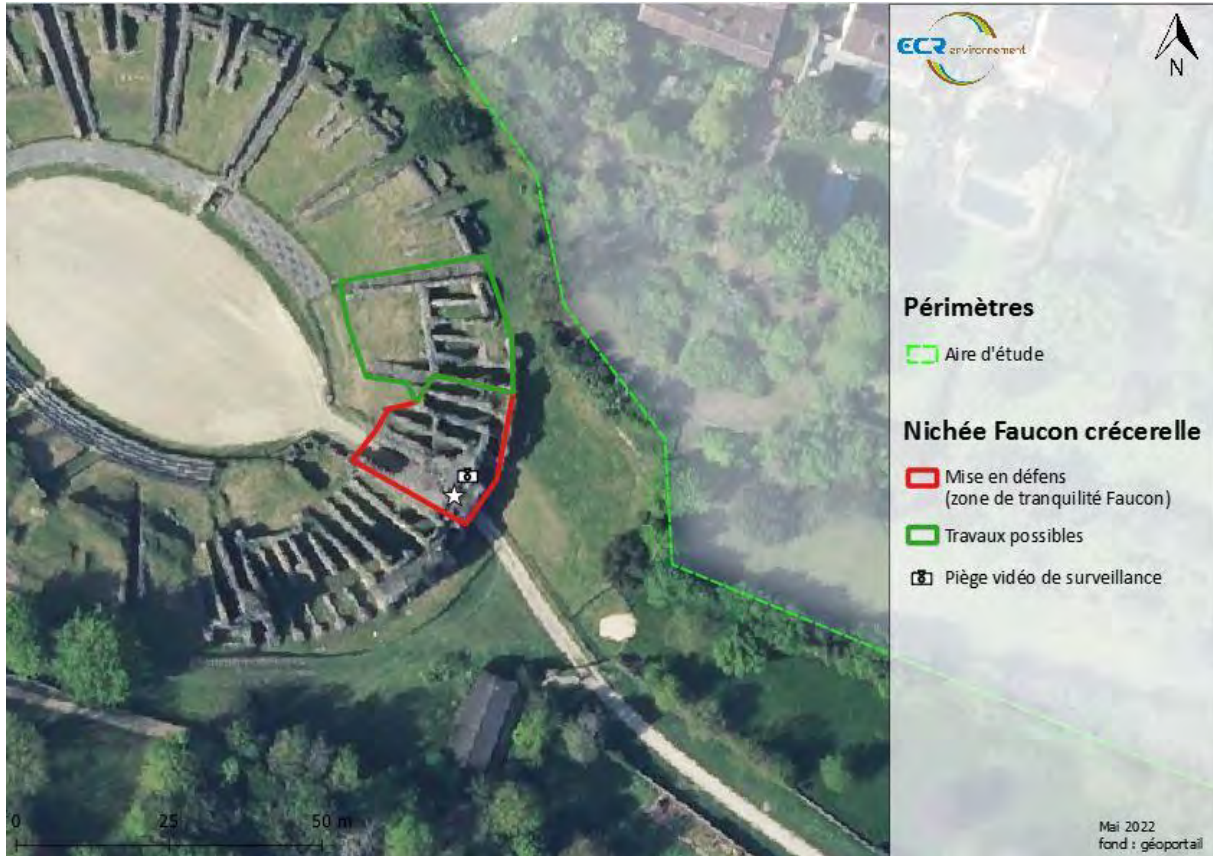 ECR environnement
N
Périmètres
Aire d'étude
Nichée Faucon crécerelle
Mise en défens
(zone de tranquilité Faucon)
Travaux possibles
Piège vidéo de surveillance
0 25 50 m
Mai 2022
fond : géoportail